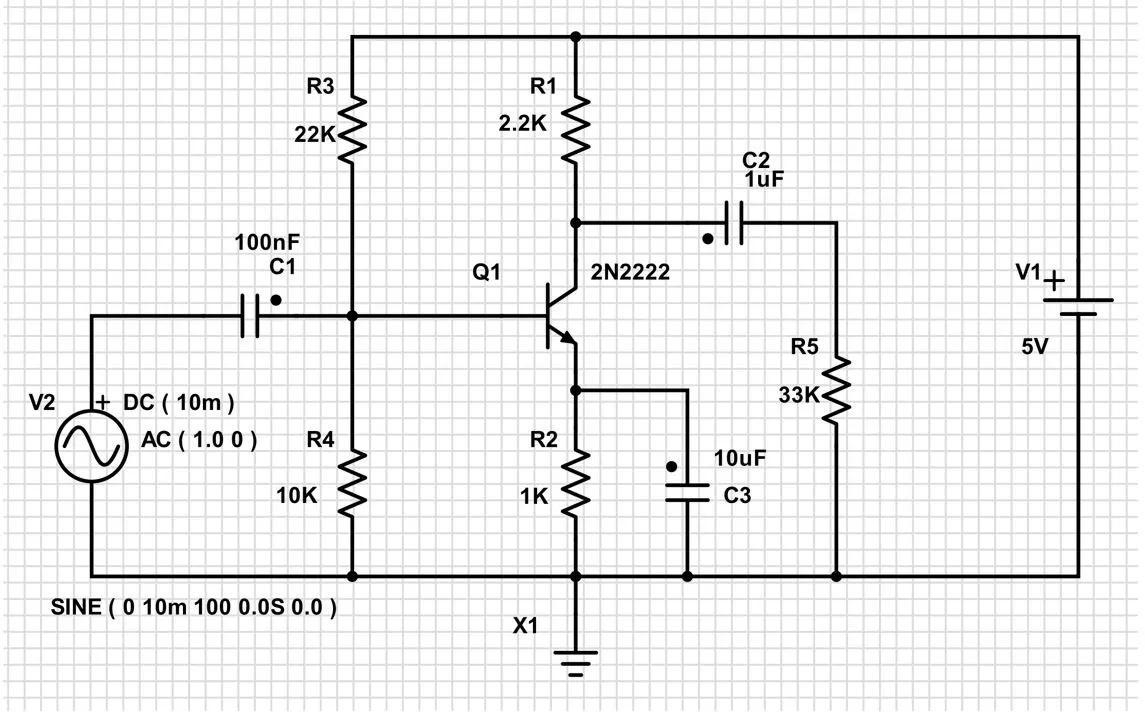 R3
22K
R1
2.2K
C2
1uF
100nF
C1
Q1
2N2222
V1 +
5V
R5
33K
V2
+ DC ( 10m )
AC ( 1.0 0 )
R4
10K
R2
1K
10uF
C3
SINE ( 0 10m 100 0.0S 0.0 )
X1